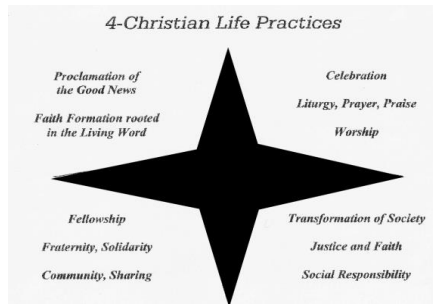 4-Christian Life Practices
Proclamation of
the Good News
Faith Formation rooted
in the Living Word
Celebration
Liturgy, Prayer, Praise
Worship
Fellowship
Fraternity, Solidarity
Community, Sharing
Transformation of Society
Justice and Faith
Social Responsibility